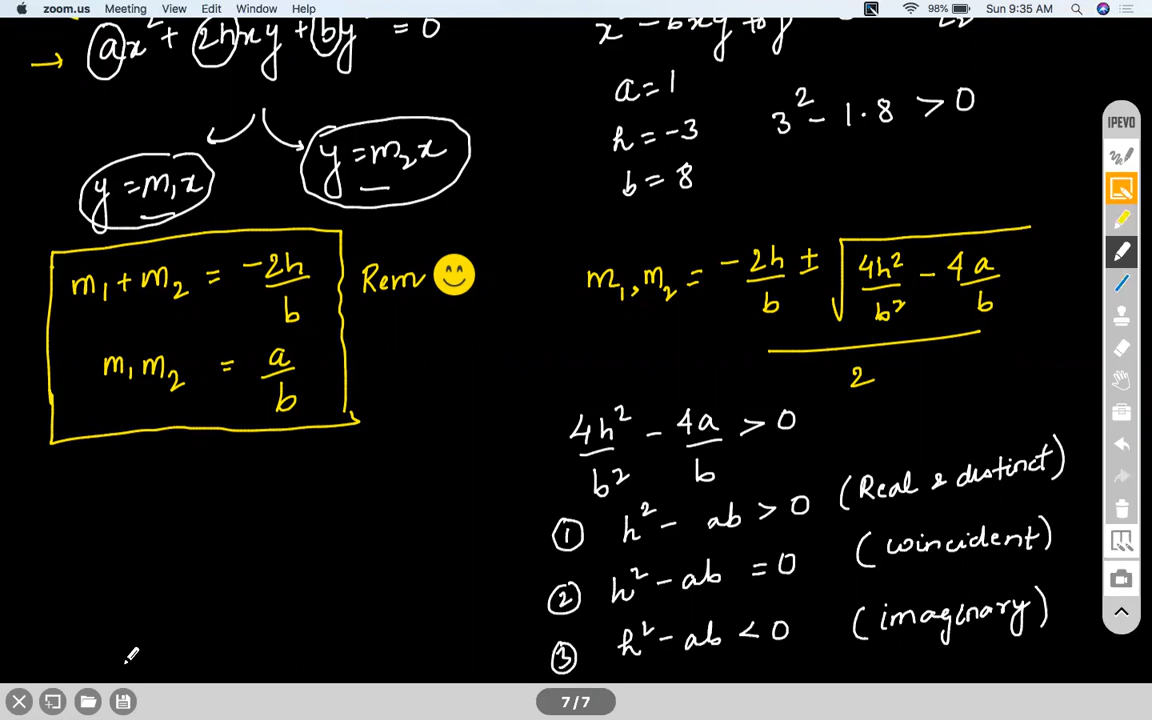 zoom.us Meeting View Edit Window Help 98% Sun 9:35 AM
ax² + 2hxy + by² = 0
y = m₁x
y = m₂x
m₁ + m₂ = -2h/b
m₁m₂ = a/b
Rem
a = 1
h = -3
b = 8
3² - 1·8 > 0
m₁, m₂ = (-2h/b ± √(4h²/b² - 4a/b))/2
4h²/b² - 4a/b > 0
① h² - ab > 0 (Real & distinct)
② h² - ab = 0 (coincident)
③ h² - ab < 0 (imaginary)
IPEVO
7 / 7